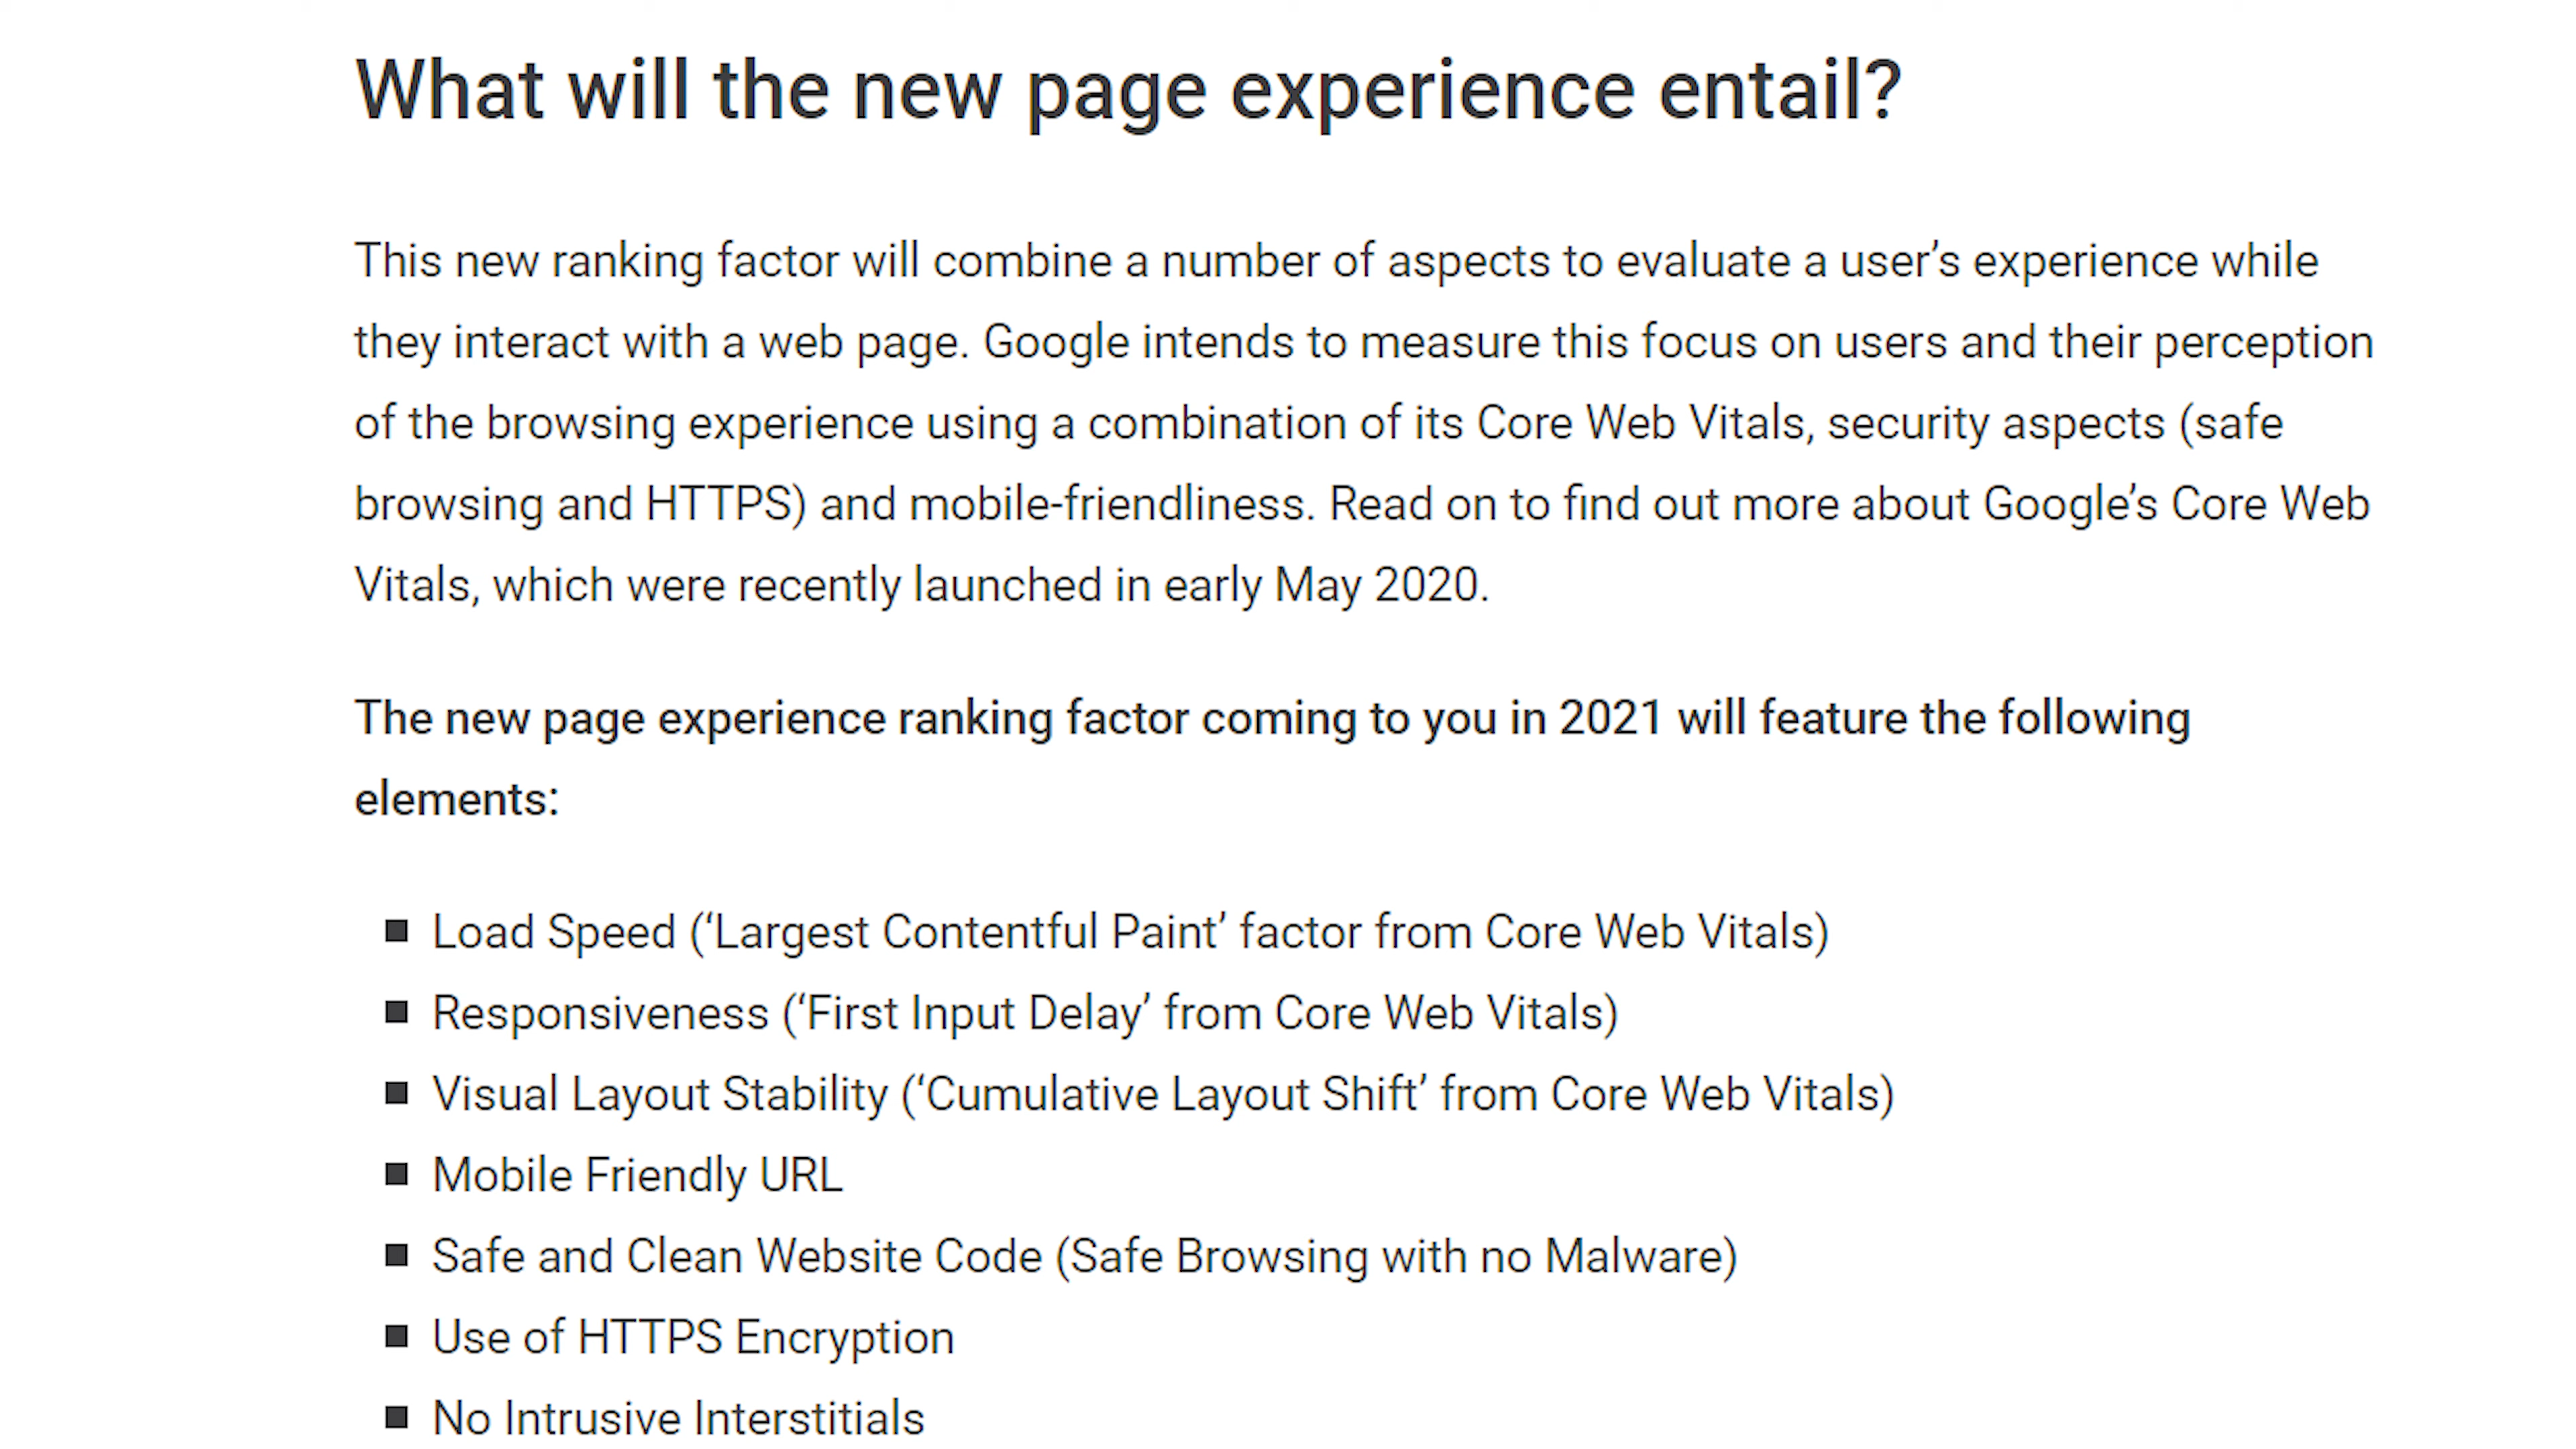 What will the new page experience entail?
This new ranking factor will combine a number of aspects to evaluate a user’s experience while
they interact with a web page. Google intends to measure this focus on users and their perception
of the browsing experience using a combination of its Core Web Vitals, security aspects (safe
browsing and HTTPS) and mobile-friendliness. Read on to find out more about Google’s Core Web
Vitals, which were recently launched in early May 2020.
The new page experience ranking factor coming to you in 2021 will feature the following
elements:
■ Load Speed (‘Largest Contentful Paint’ factor from Core Web Vitals)
■ Responsiveness (‘First Input Delay’ from Core Web Vitals)
■ Visual Layout Stability (‘Cumulative Layout Shift’ from Core Web Vitals)
■ Mobile Friendly URL
■ Safe and Clean Website Code (Safe Browsing with no Malware)
■ Use of HTTPS Encryption
■ No Intrusive Interstitials